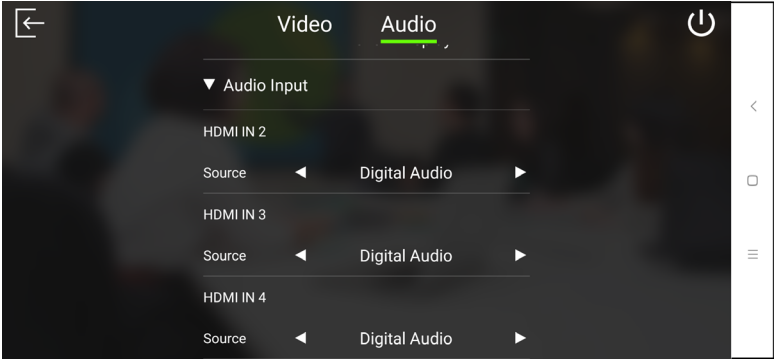 Video Audio
▼ Audio Input
HDMI IN 2
Source ◀ Digital Audio ▶
HDMI IN 3
Source ◀ Digital Audio ▶
HDMI IN 4
Source ◀ Digital Audio ▶